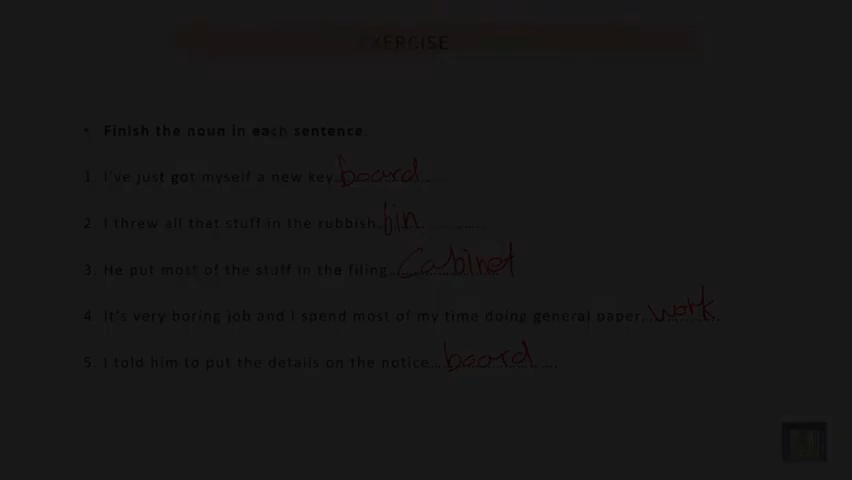 EXERCISE
• Finish the noun in each sentence.
1. I've just got myself a new key..board....
2. I threw all that stuff in the rubbish.bin............
3. He put most of the stuff in the filing..Cabinet
4. It's very boring job and I spend most of my time doing general paper..work..
5. I told him to put the details on the notice...board....